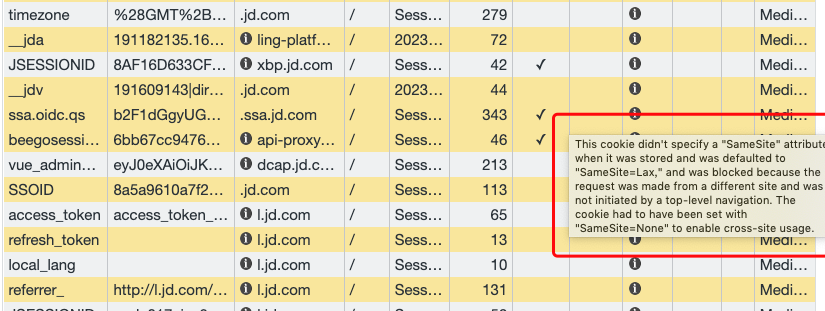 timezone %28GMT%2B... .jd.com / Sess... 279 Medi...
__jda 191182135.16... ling-platf... / 2023... 72 Medi...
JSESSIONID 8AF16D633CF... xbp.jd.com / Sess... 42 ✓ Medi...
__jdv 191609143|dir... .jd.com / 2023... 44 Medi...
ssa.oidc.qs b2F1dGgyUG... .ssa.jd.com / Sess... 343 ✓ Medi...
beegosessi... 6bb67cc9476... api-proxy... / Sess... 46 ✓ Medi...
vue_admin... eyJ0eXAiOiJK... dcap.jd.c... / Sess... 213 Medi...
SSOID 8a5a9610a7f2... .jd.com / Sess... 113 Medi...
access_token access_token_... l.jd.com / Sess... 65 Medi...
refresh_token l.jd.com / Sess... 13 Medi...
local_lang l.jd.com / Sess... 10 Medi...
referrer_ http://l.jd.com/... l.jd.com / Sess... 131 Medi...
This cookie didn't specify a "SameSite" attribute
when it was stored and was defaulted to
"SameSite=Lax," and was blocked because the
request was made from a different site and was
not initiated by a top-level navigation. The
cookie had to have been set with
"SameSite=None" to enable cross-site usage.